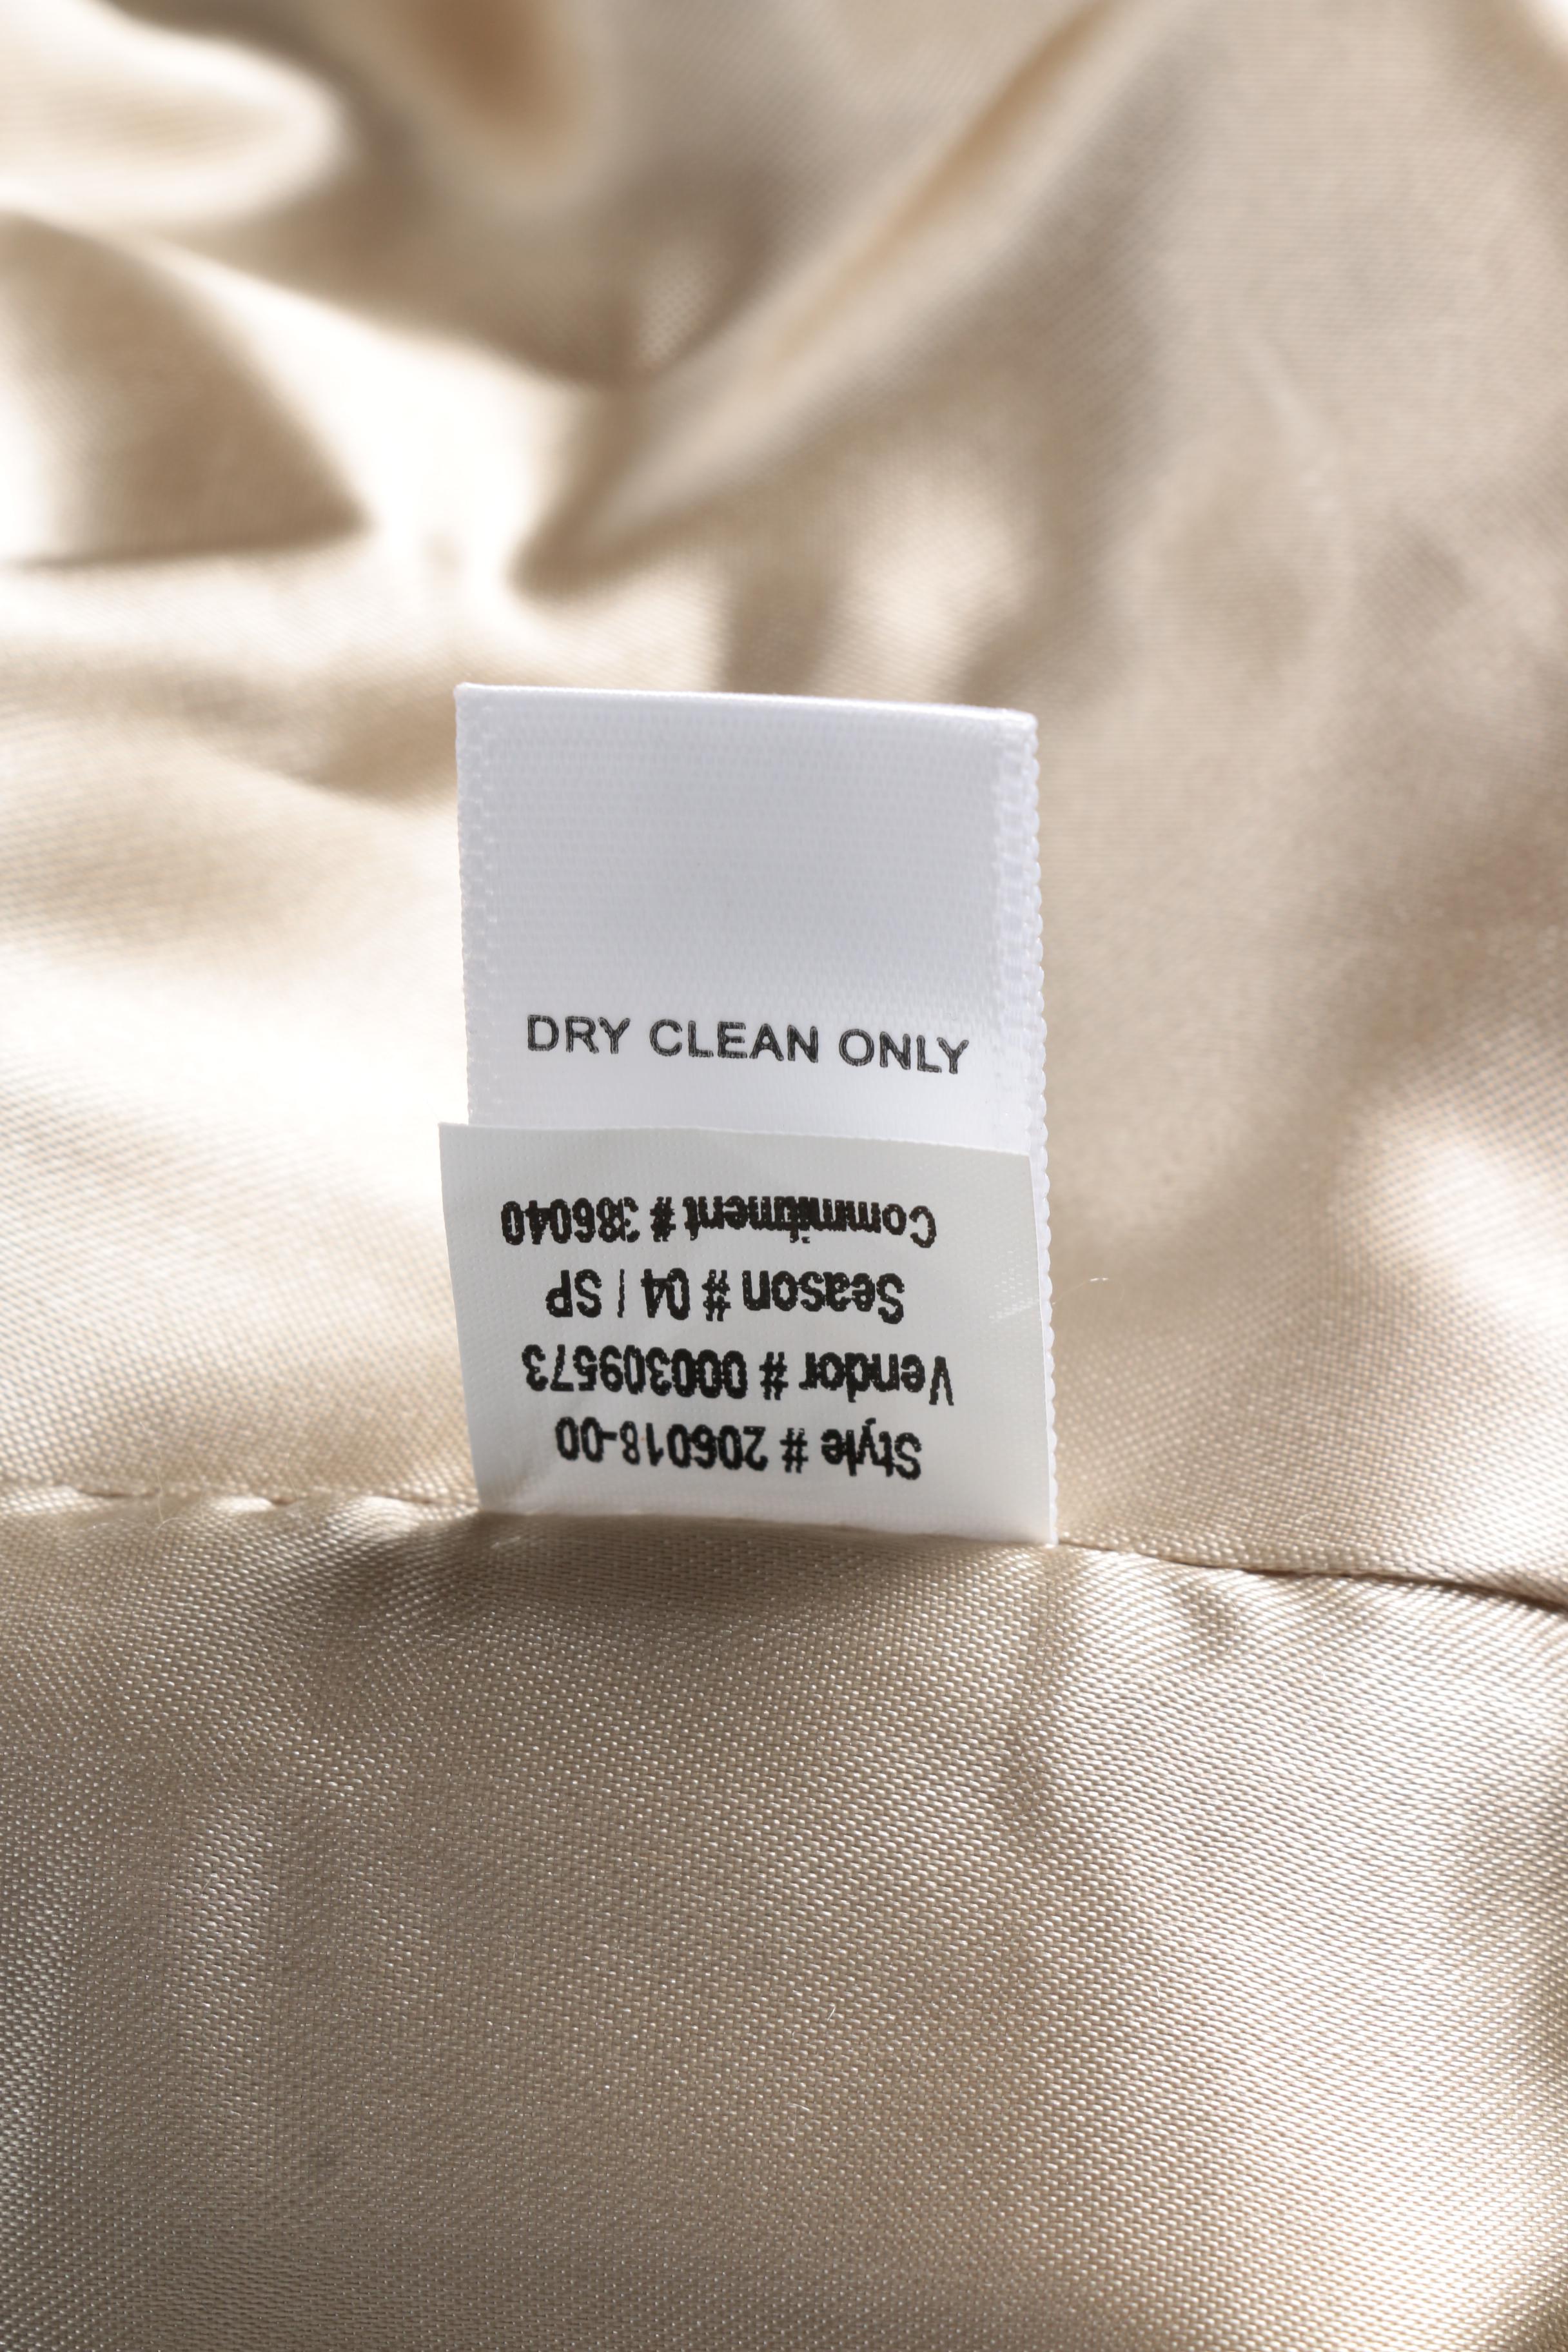 DRY CLEAN ONLY
Style # 206018-00
Vendor # 000309573
Season # 04 / SP
Commitment # 386040